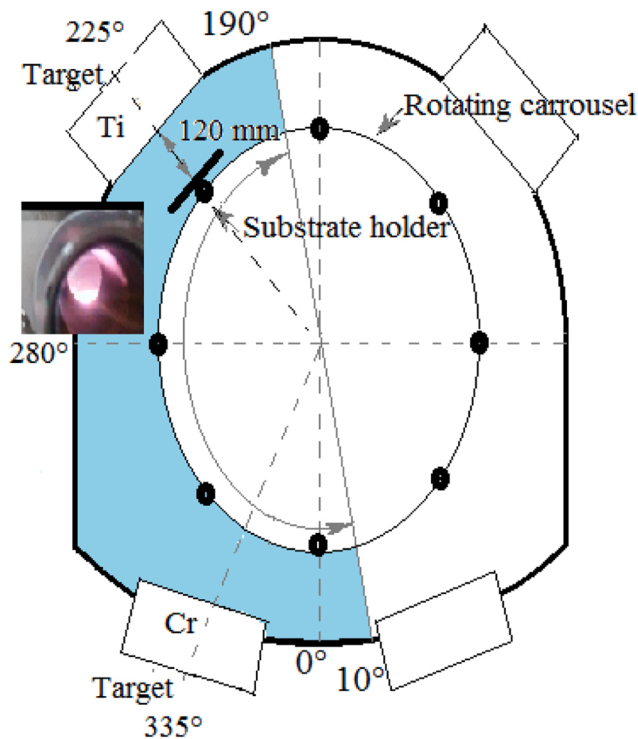 225°
190°
Target
Ti
120 mm
Rotating carrousel
Substrate holder
280°
Cr
0°
10°
Target
335°